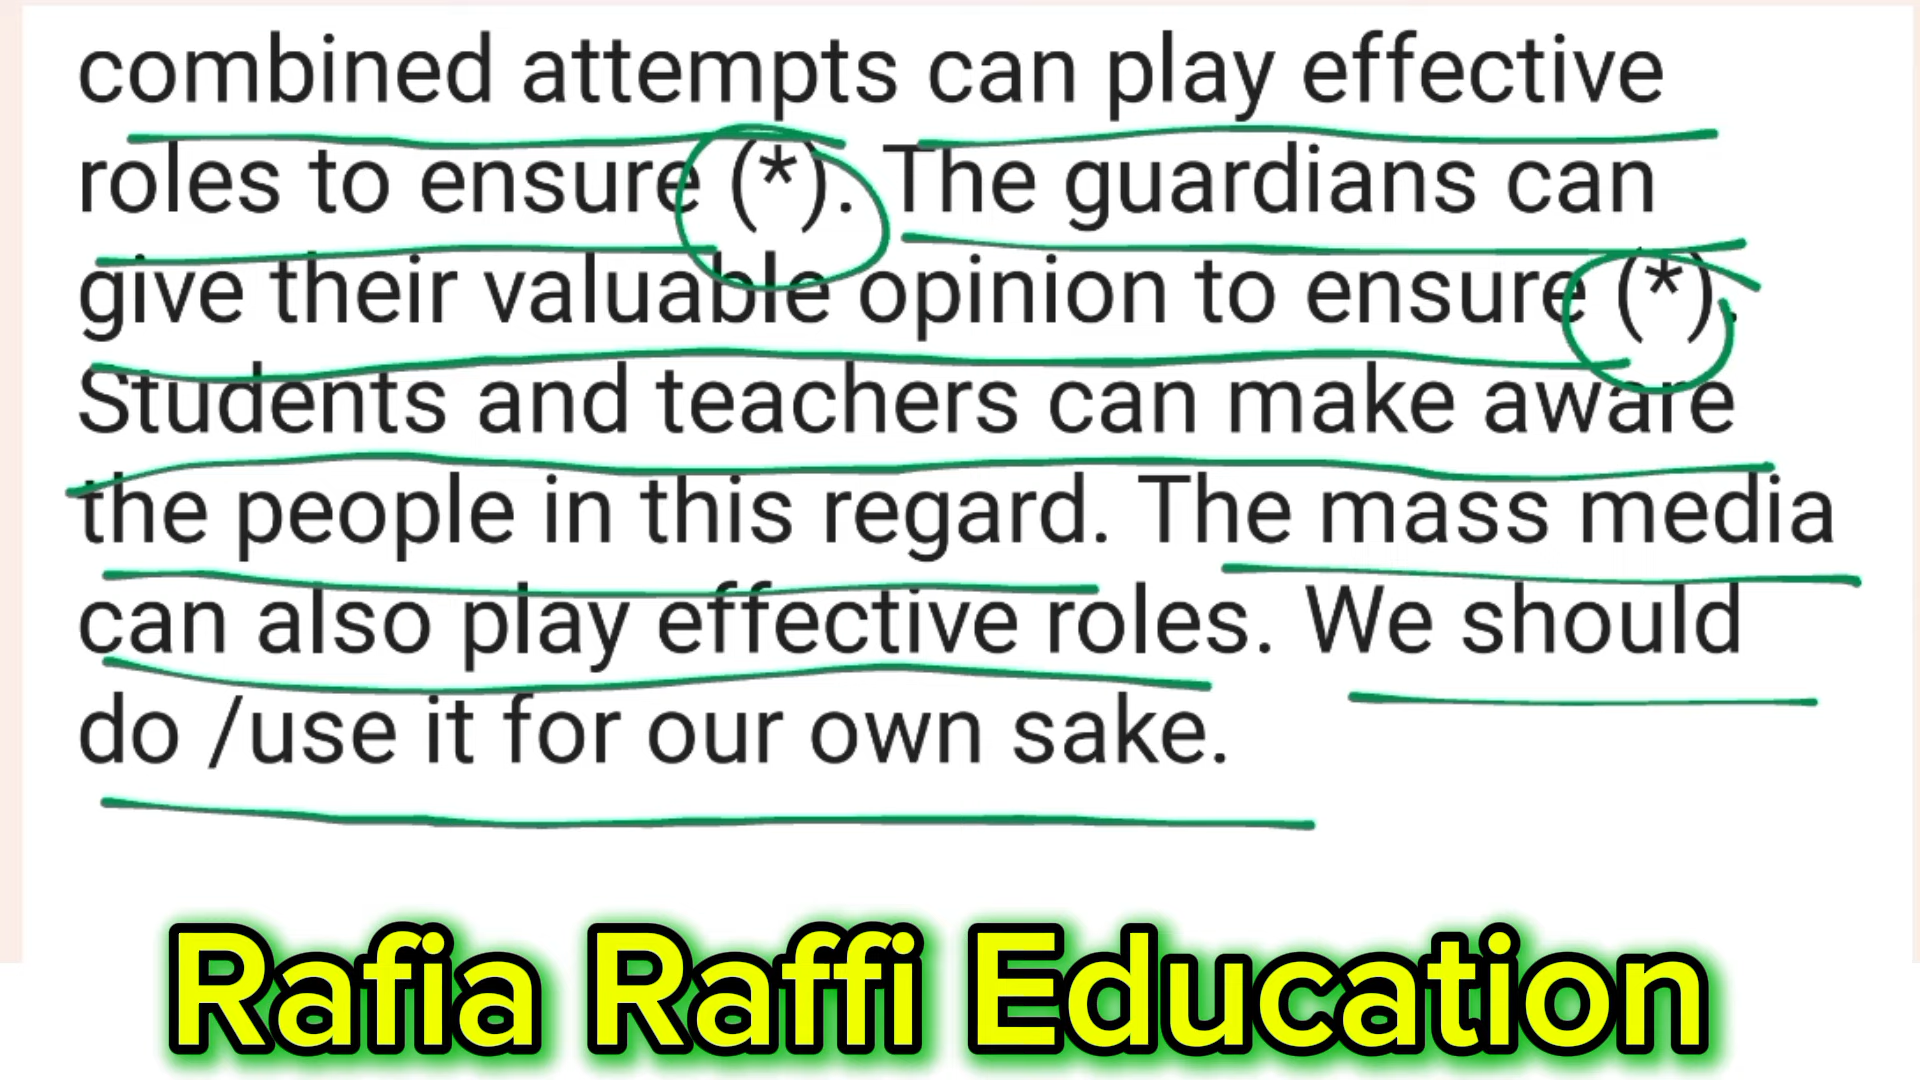 combined attempts can play effective
roles to ensure (*). The guardians can
give their valuable opinion to ensure (*).
Students and teachers can make aware
the people in this regard. The mass media
can also play effective roles. We should
do /use it for our own sake.
Rafia Raffi Education